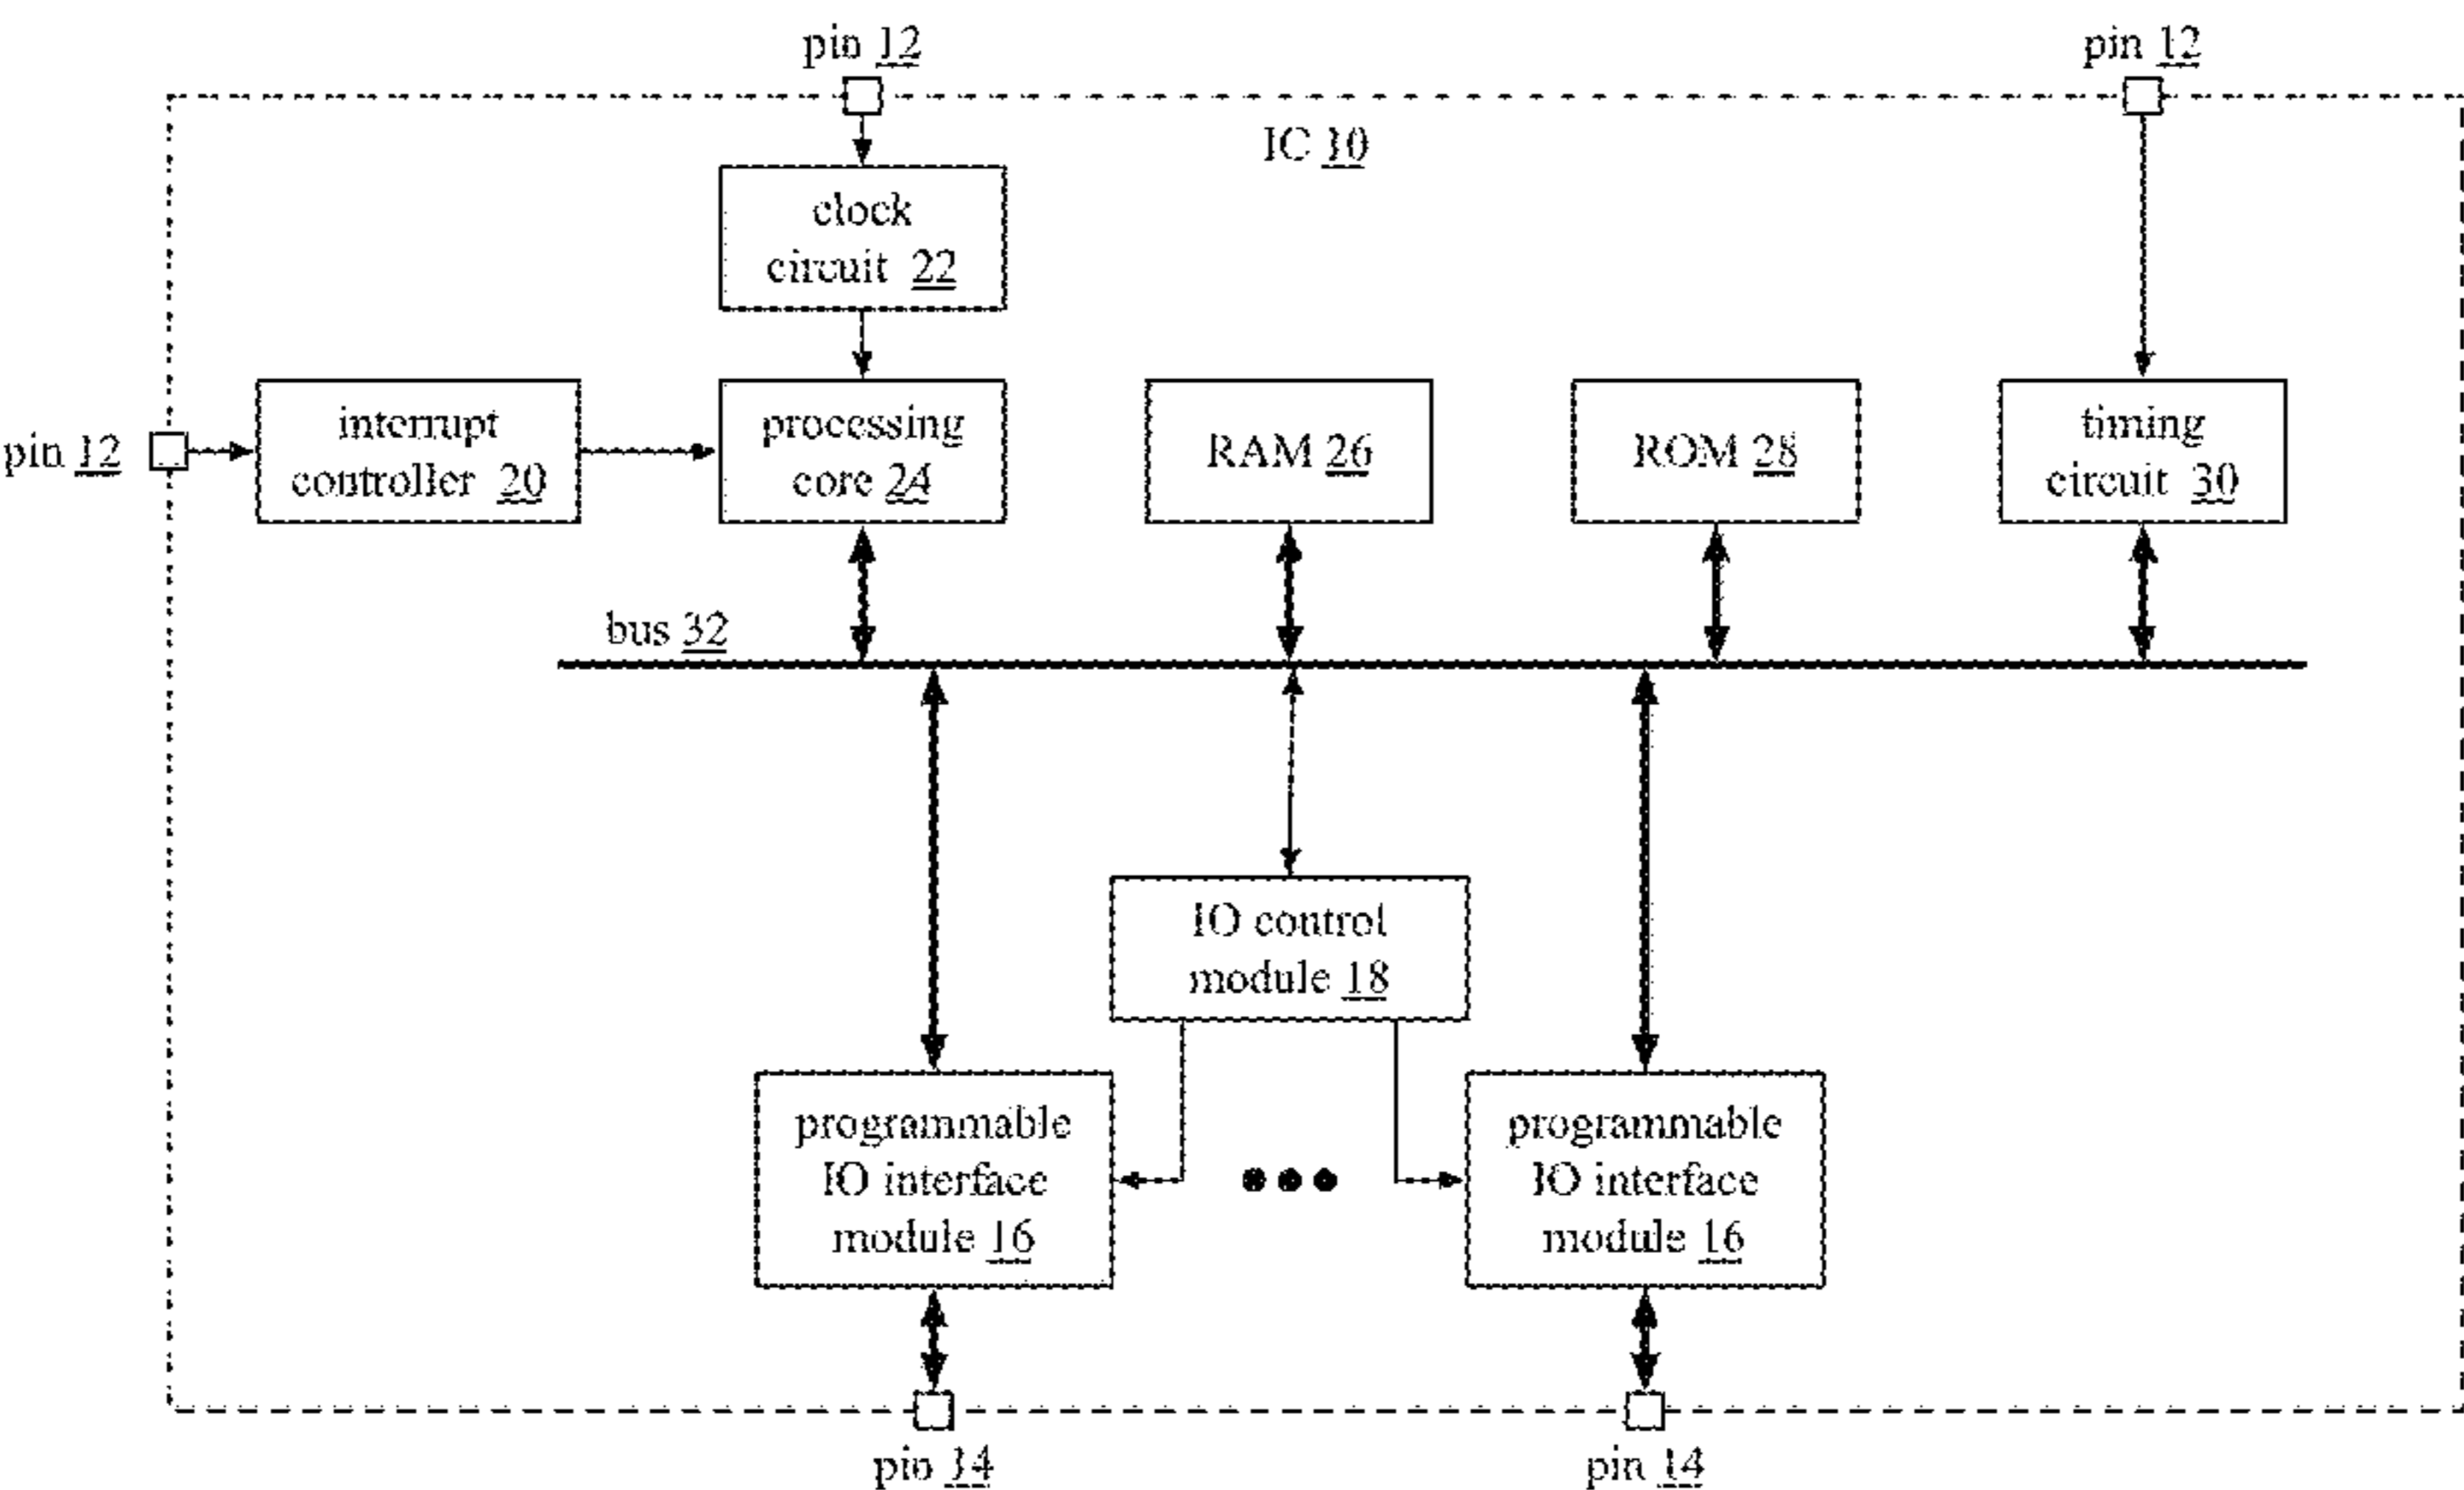 pin 12
pin 12
IC 10
clock
circuit 22
pin 12
interrupt
controller 20
processing
core 24
RAM 26
ROM 28
timing
circuit 30
bus 32
IO control
module 18
programmable
IO interface
module 16
programmable
IO interface
module 16
pin 14
pin 14